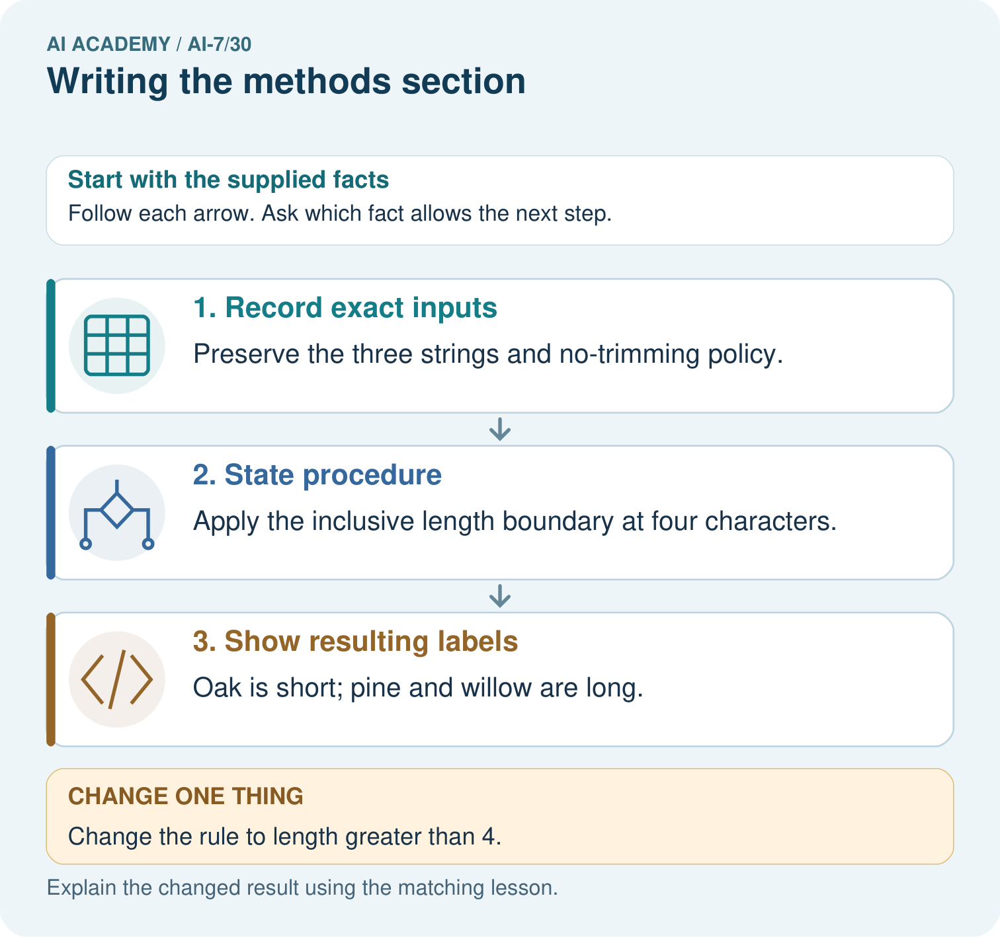 AI ACADEMY / AI-7/30
Writing the methods section
Start with the supplied facts
Follow each arrow. Ask which fact allows the next step.
1. Record exact inputs
Preserve the three strings and no-trimming policy.
2. State procedure
Apply the inclusive length boundary at four characters.
3. Show resulting labels
Oak is short; pine and willow are long.
CHANGE ONE THING
Change the rule to length greater than 4.
Explain the changed result using the matching lesson.